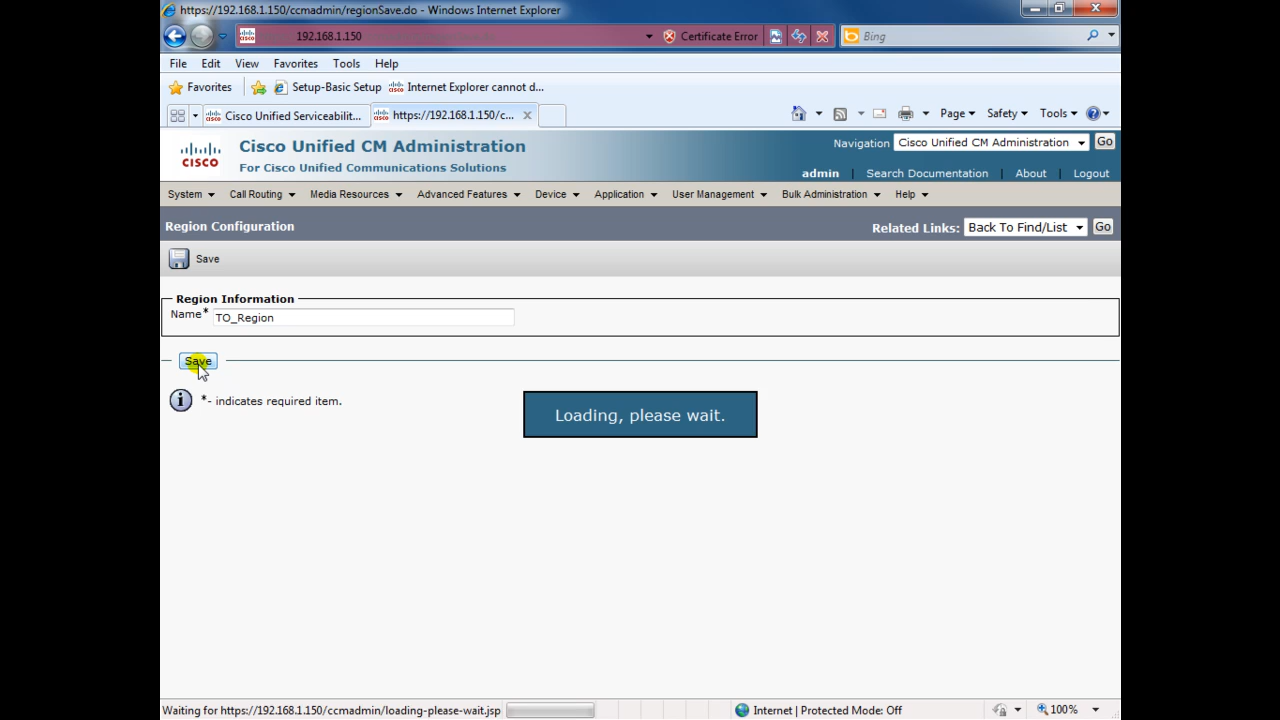 https://192.168.1.150/ccmadmin/regionSave.do - Windows Internet Explorer
192.168.1.150 Certificate Error Bing
File Edit View Favorites Tools Help
Favorites Setup-Basic Setup Internet Explorer cannot d...
Cisco Unified Serviceabilit... https://192.168.1.150/c... Page Safety Tools
CISCO Cisco Unified CM Administration Navigation Cisco Unified CM Administration Go
For Cisco Unified Communications Solutions
admin | Search Documentation | About | Logout
System Call Routing Media Resources Advanced Features Device Application User Management Bulk Administration Help
Region Configuration Related Links: Back To Find/List Go
Save
Region Information
Name* TO_Region
Save
*- indicates required item.
Loading, please wait.
Waiting for https://192.168.1.150/ccmadmin/loading-please-wait.jsp Internet | Protected Mode: Off 100%